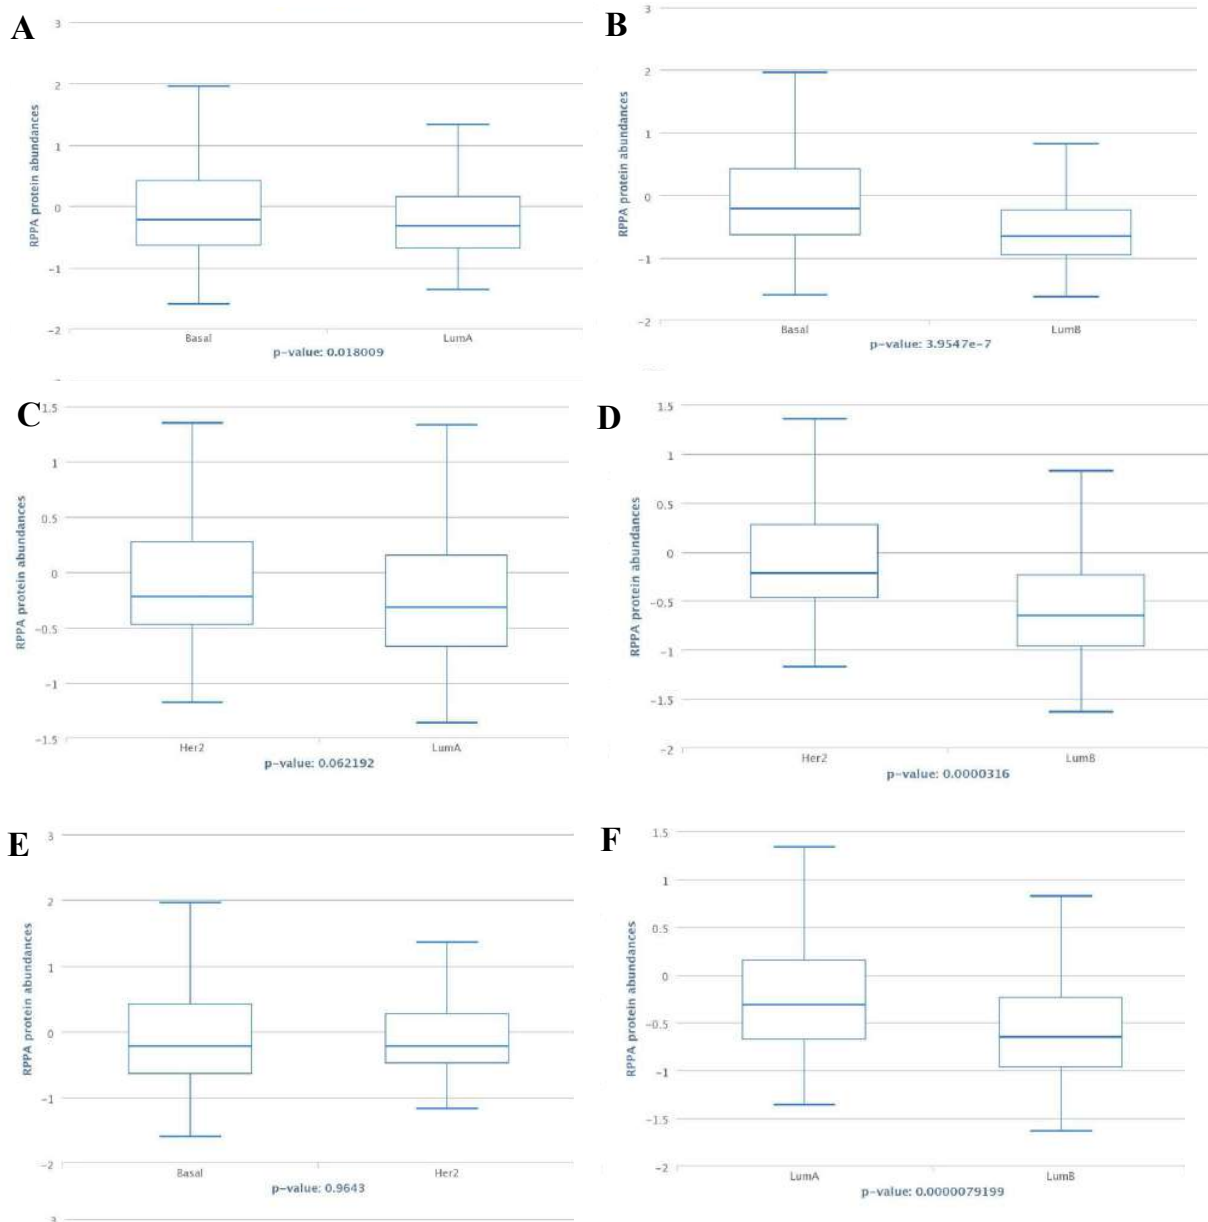 A
3
2
1
0
-1
-2
RPPA protein abundances
Basal
LumA
p-value: 0.018009
B
3
2
1
0
-1
-2
RPPA protein abundances
Basal
LumB
p-value: 3.9547e-7
C
1.5
1
0.5
0
-0.5
-1
-1.5
RPPA protein abundances
Her2
LumA
p-value: 0.062192
D
1.5
1
0.5
0
-0.5
-1
-1.5
-2
RPPA protein abundances
Her2
LumB
p-value: 0.0000316
E
3
2
1
0
-1
-2
RPPA protein abundances
Basal
Her2
p-value: 0.9643
F
1.5
1
0.5
0
-0.5
-1
-1.5
-2
RPPA protein abundances
LumA
LumB
p-value: 0.0000079199